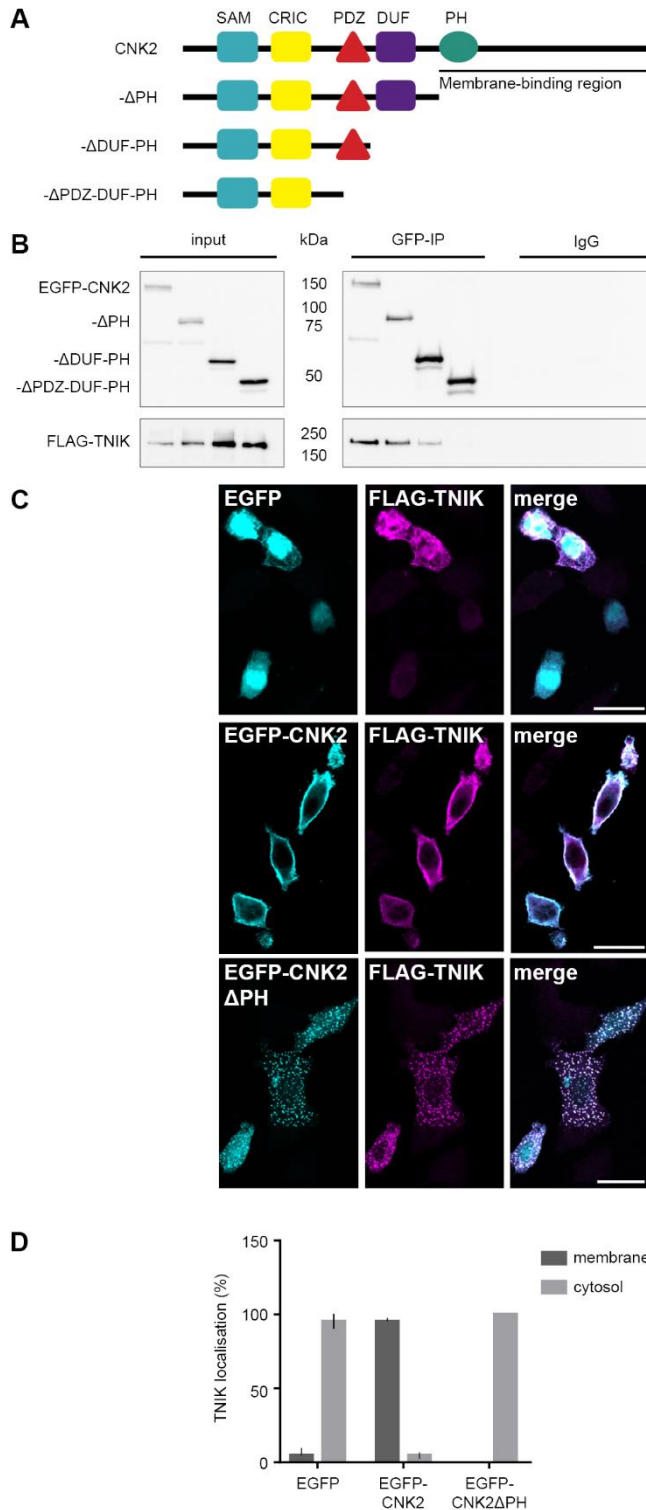 A
SAM CRIC PDZ DUF PH
CNK2
Membrane-binding region
-ΔPH
-ΔDUF-PH
-ΔPDZ-DUF-PH
B
input kDa GFP-IP IgG
EGFP-CNK2 150
100
-ΔPH 75
-ΔDUF-PH
50
-ΔPDZ-DUF-PH
FLAG-TNIK 250
150
C
EGFP FLAG-TNIK merge
EGFP-CNK2 FLAG-TNIK merge
EGFP-CNK2 FLAG-TNIK merge
ΔPH
D
150
membrane
cytosol
100
TNIK localisation (%)
50
0
EGFP EGFP- EGFP-
CNK2 CNK2ΔPH